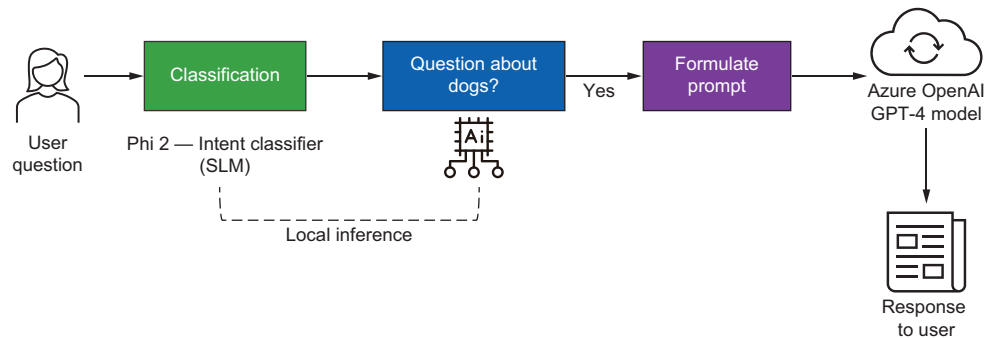 User
question
Classification
Phi 2 — Intent classifier
(SLM)
Question about
dogs?
Ai
Local inference
Yes
Formulate
prompt
Azure OpenAI
GPT-4 model
Response
to user